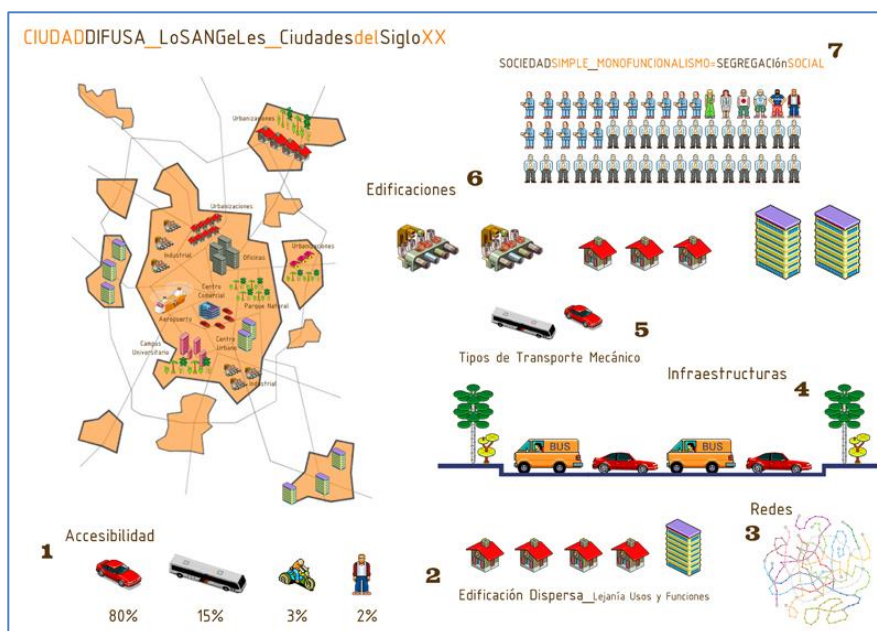 CIUDADDIFUSA_LoSANGeLes_CiudadesdelSigloXX
7
SOCIEDADSIMPLE_MONOFUNCIONALISMO=SEGREGACIónSOCIAL
Urbanizaciones
6
Edificaciones
Urbanizaciones
Industrial
Oficinas
Urbanizaciones
Centro
Comercial
Parque Natural
Aeropuerto
Campus
Universitario
Centro
Urbano
Industrial
5
Tipos de Transporte Mecánico
Infraestructuras
4
BUS
BUS
Redes
3
1
Accesibilidad
80%
15%
3%
2%
2
Edificación Dispersa_Lejanía Usos y Funciones